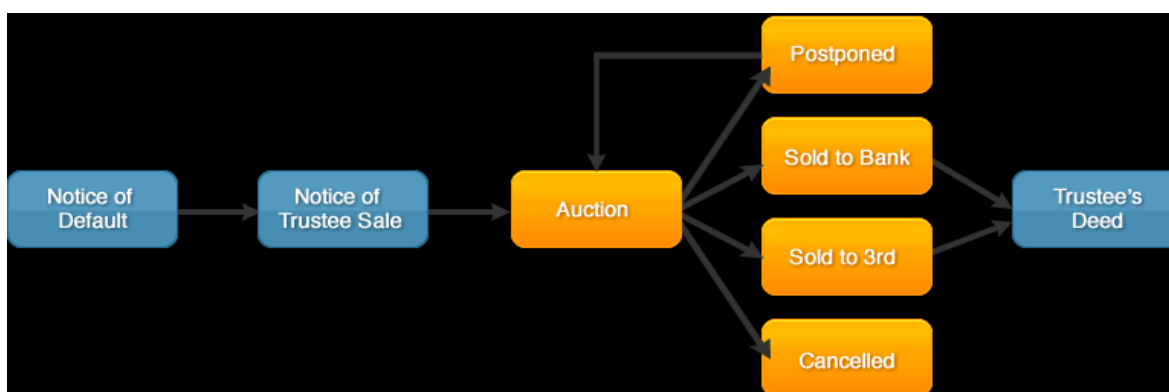 Notice of
Default
Notice of
Trustee Sale
Auction
Postponed
Sold to Bank
Sold to 3rd
Cancelled
Trustee's
Deed